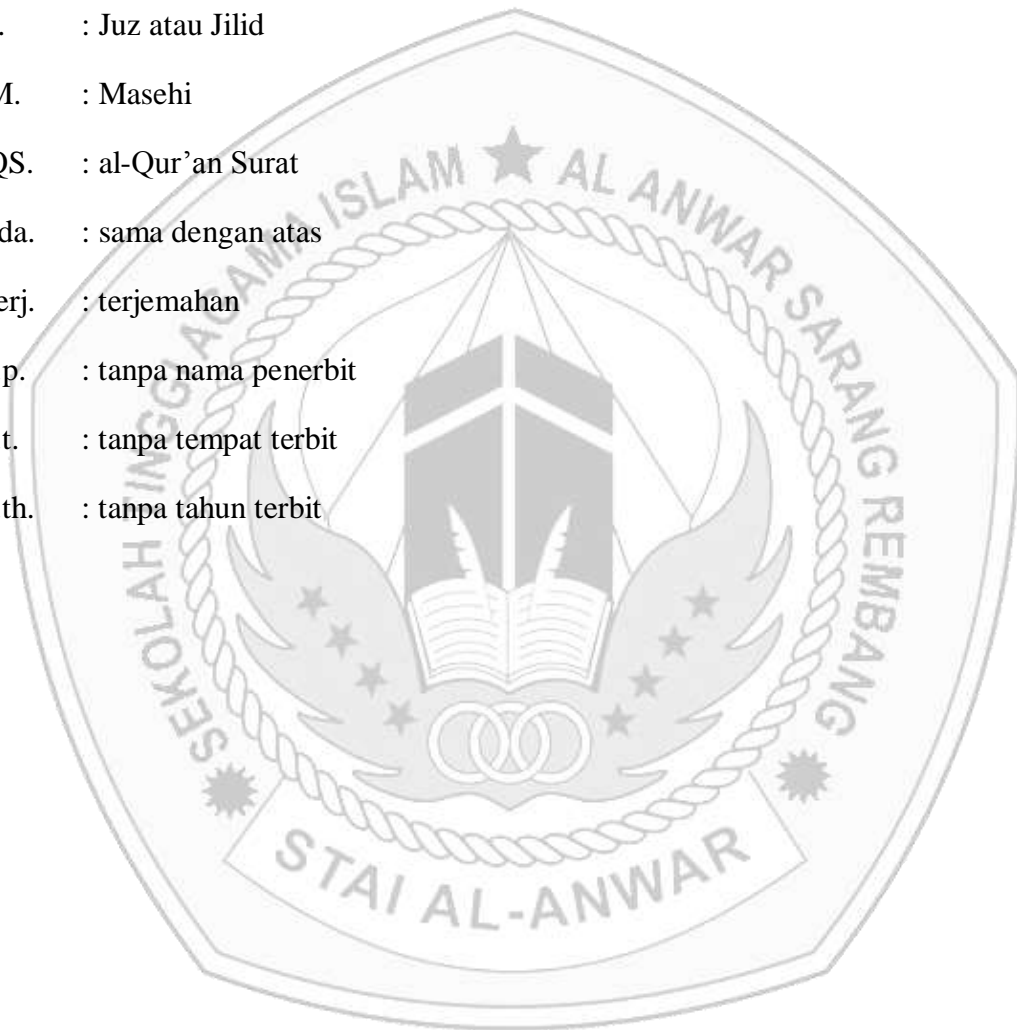 . : Juz atau Jilid
M. : Masehi
QS. : al-Qur’an Surat
da. : sama dengan atas
erj. : terjemahan
p. : tanpa nama penerbit
t. : tanpa tempat terbit
th. : tanpa tahun terbit
SEKOLAH TINGGI AGAMA ISLAM ★ AL ANWAR SARANG REMBANG
STAI AL-ANWAR